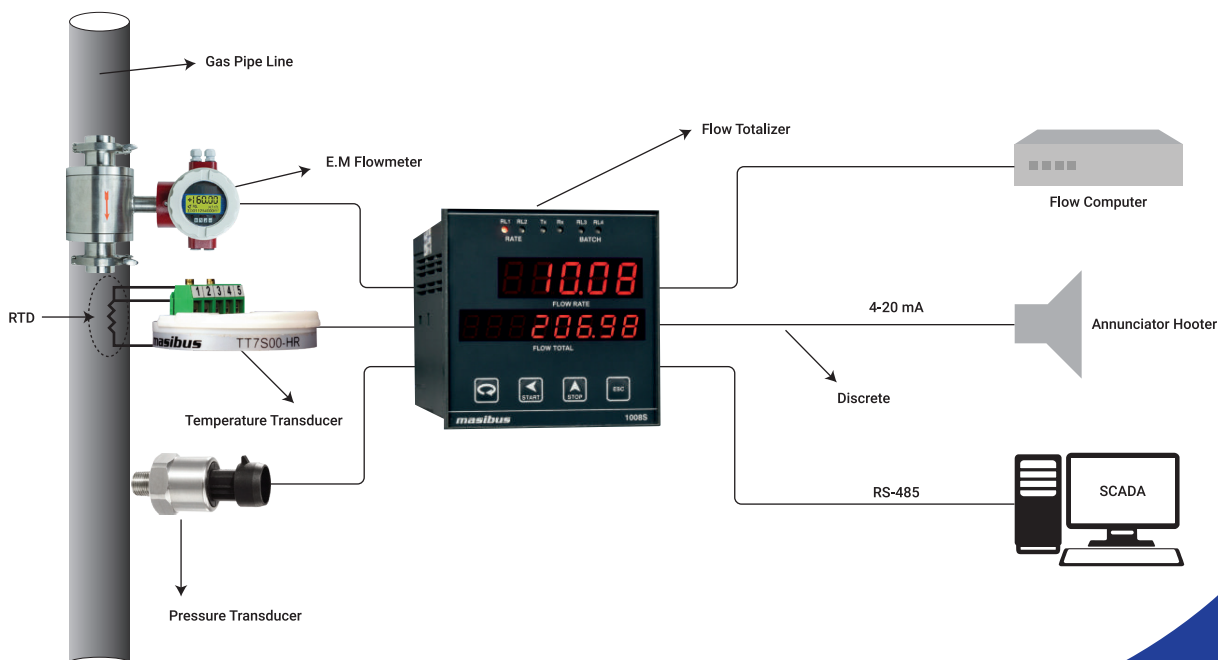 Gas Pipe Line
Flow Totalizer
E.M Flowmeter
+160.00
Flow Computer
RL1 RL2 Tx Rx RL3 RL4
RATE BATCH
10.08
FLOW RATE
206.98
FLOW TOTAL
START STOP ESC
masibus 1008S
1 2 3 4 5
RTD
masibus TT7S00-HR
4-20 mA
Annunciator Hooter
Discrete
Temperature Transducer
RS-485
SCADA
Pressure Transducer